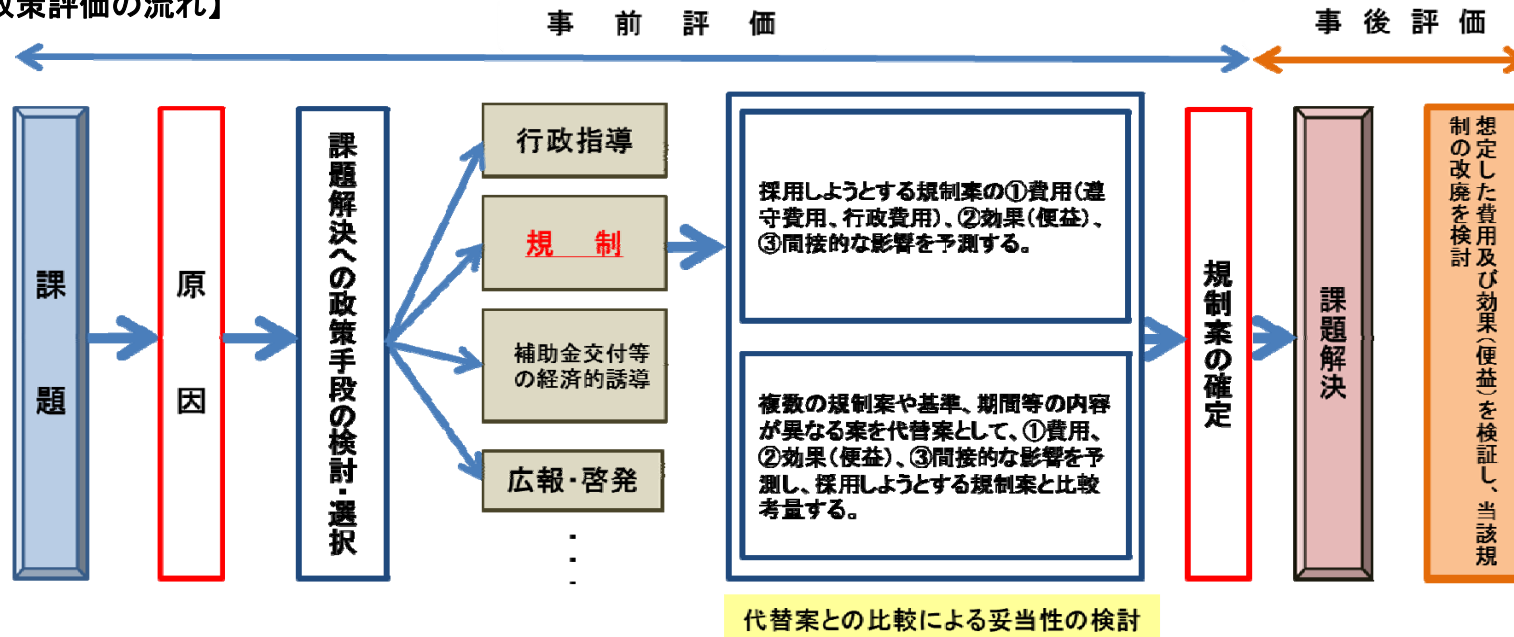 政策評価の流れ】
事前評価
事後評価
課題
原因
課題解決への政策手段の検討・選択
行政指導
規制
補助金交付等
の経済的誘導
広報・啓発
・
・
・
採用しようとする規制案の①費用(遵
守費用、行政費用)、②効果(便益)、
③間接的な影響を予測する。
複数の規制案や基準、期間等の内容
が異なる案を代替案として、①費用、
②効果(便益)、③間接的な影響を予
測し、採用しようとする規制案と比較
考量する。
代替案との比較による妥当性の検討
規制案の確定
課題解決
想定した費用及び効果(便益)を検証し、当該規
制の改廃を検討